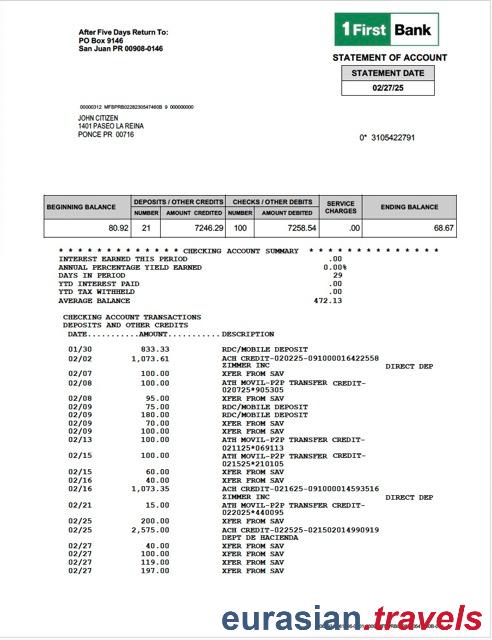 After Five Days Return To:
PO Box 9146
San Juan PR 00908-0146
1 First Bank
STATEMENT OF ACCOUNT
STATEMENT DATE
02/27/25
00000312 MFBPRB0228230547460B 9 000000000
JOHN CITIZEN
1401 PASEO LA REINA
PONCE PR 00716
0* 3105422791
BEGINNING BALANCE DEPOSITS / OTHER CREDITS CHECKS / OTHER DEBITS SERVICE CHARGES ENDING BALANCE
NUMBER AMOUNT CREDITED NUMBER AMOUNT DEBITED
80.92 21 7246.29 100 7258.54 .00 68.67
* * * * * * * * * * * * * CHECKING ACCOUNT SUMMARY * * * * * * * * * * * * * *
INTEREST EARNED THIS PERIOD .00
ANNUAL PERCENTAGE YIELD EARNED 0.00%
DAYS IN PERIOD 29
YTD INTEREST PAID .00
YTD TAX WITHHELD .00
AVERAGE BALANCE 472.13
CHECKING ACCOUNT TRANSACTIONS
DEPOSITS AND OTHER CREDITS
DATE..........AMOUNT..........DESCRIPTION
01/30 833.33 RDC/MOBILE DEPOSIT
02/02 1,073.61 ACH CREDIT-020225-091000016422558
ZIMMER INC DIRECT DEP
02/07 100.00 XFER FROM SAV
02/08 100.00 ATH MOVIL-P2P TRANSFER CREDIT-
020725*905305
02/08 95.00 XFER FROM SAV
02/09 75.00 RDC/MOBILE DEPOSIT
02/09 180.00 RDC/MOBILE DEPOSIT
02/09 70.00 XFER FROM SAV
02/09 100.00 XFER FROM SAV
02/13 100.00 ATH MOVIL-P2P TRANSFER CREDIT-
021125*069113
02/15 100.00 ATH MOVIL-P2P TRANSFER CREDIT-
021525*210105
02/15 60.00 XFER FROM SAV
02/16 40.00 XFER FROM SAV
02/16 1,073.35 ACH CREDIT-021625-091000014593516
ZIMMER INC DIRECT DEP
02/21 15.00 ATH MOVIL-P2P TRANSFER CREDIT-
022025*440095
02/25 200.00 XFER FROM SAV
02/25 2,575.00 ACH CREDIT-022525-021502014990919
DEPT DE HACIENDA
02/27 40.00 XFER FROM SAV
02/27 100.00 XFER FROM SAV
02/27 119.00 XFER FROM SAV
02/27 197.00 XFER FROM SAV
eurasian.travels